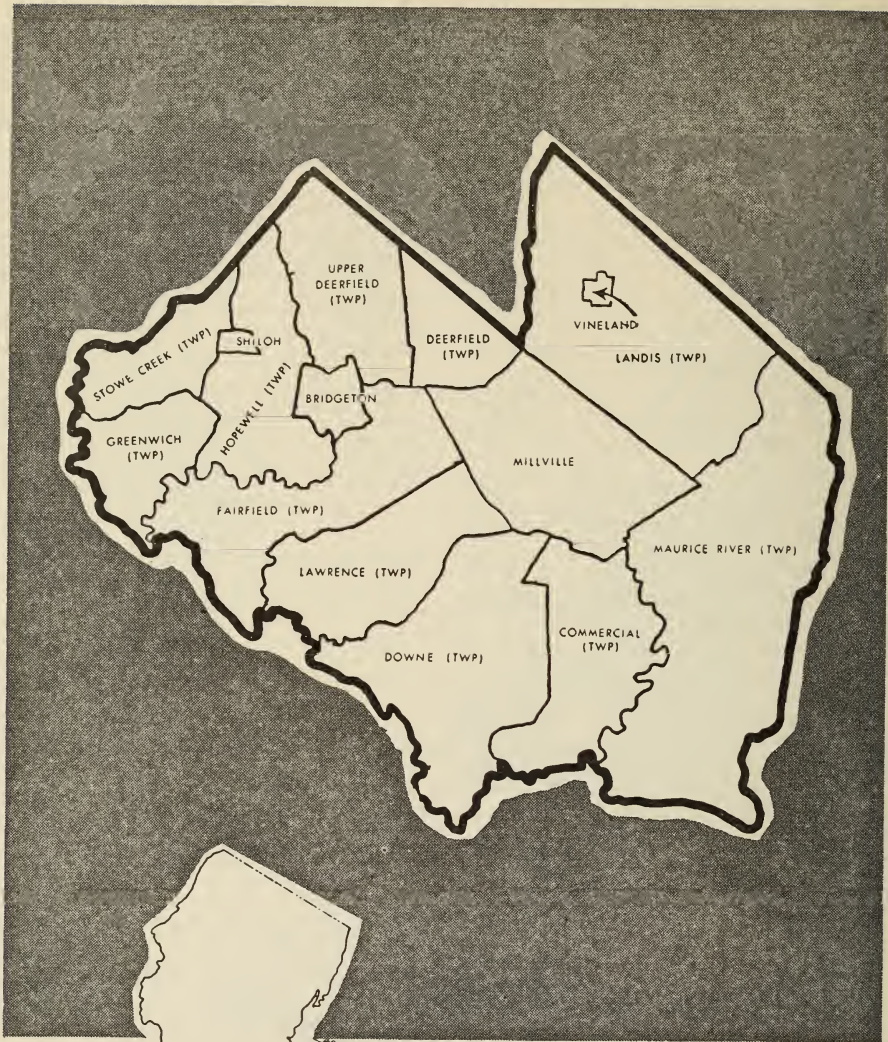 UPPER
DEERFIELD
(TWP)
VINELAND
LANDIS (TWP)
DEERFIELD
(TWP)
SHILOH
STOWE CREEK (TWP)
HOPEWELL (TWP)
BRIDGETON
GREENWICH
(TWP)
MILLVILLE
FAIRFIELD (TWP)
MAURICE RIVER (TWP)
LAWRENCE (TWP)
COMMERCIAL
(TWP)
DOWNE (TWP)